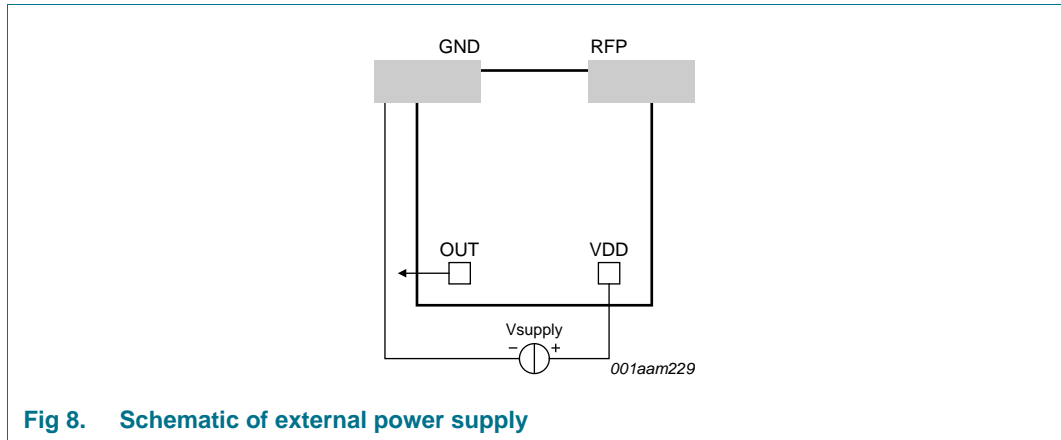 GND RFP
OUT VDD
Vsupply
− +
001aam229
Fig 8. Schematic of external power supply